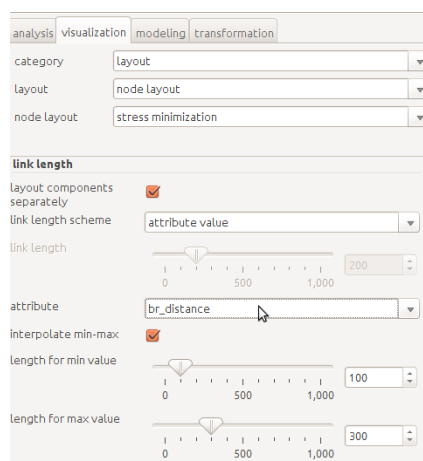 analysis visualization modeling transformation
category layout
layout node layout
node layout stress minimization
link length
layout components
separately
link length scheme attribute value
link length
200
0 500 1,000
attribute br_distance
interpolate min-max
length for min value
100
0 500 1,000
length for max value
300
0 500 1,000